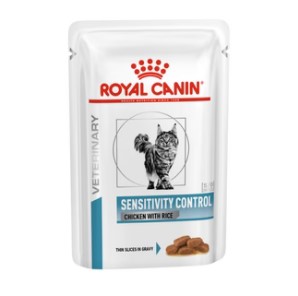 ROYAL CANIN
VETERINARY
SENSITIVITY CONTROL
CHICKEN WITH RICE
THIN SLICES IN GRAVY